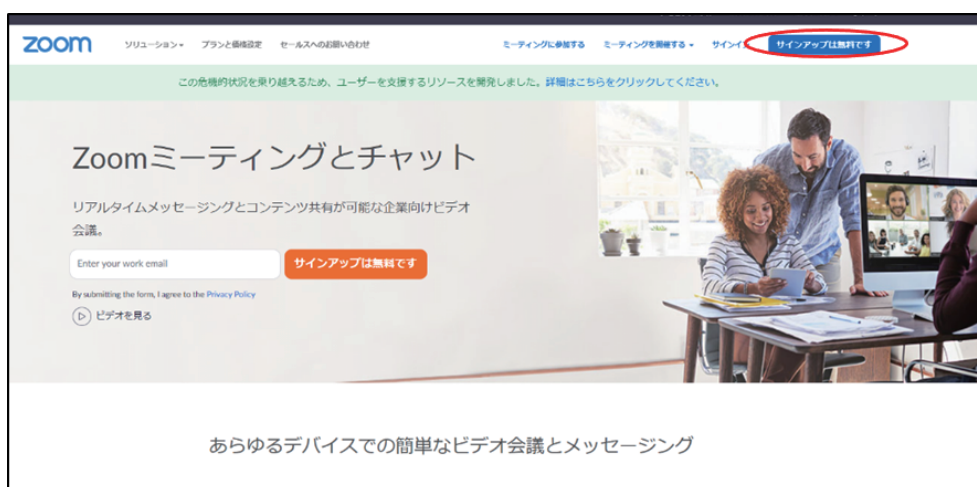 zoom
ソリューション
プランと価格設定
セールスへのお問い合わせ
ミーティングに参加する
ミーティングを開催する
サインイン
サインアップは無料です
この危機的状況を乗り越えるため、ユーザーを支援するリソースを開発しました。詳細はこちらをクリックしてください。
Zoomミーティングとチャット
リアルタイムメッセージングとコンテンツ共有が可能な企業向けビデオ
会議。
Enter your work email
サインアップは無料です
By submitting the form, I agree to the Privacy Policy
ビデオを見る
あらゆるデバイスでの簡単なビデオ会議とメッセージング